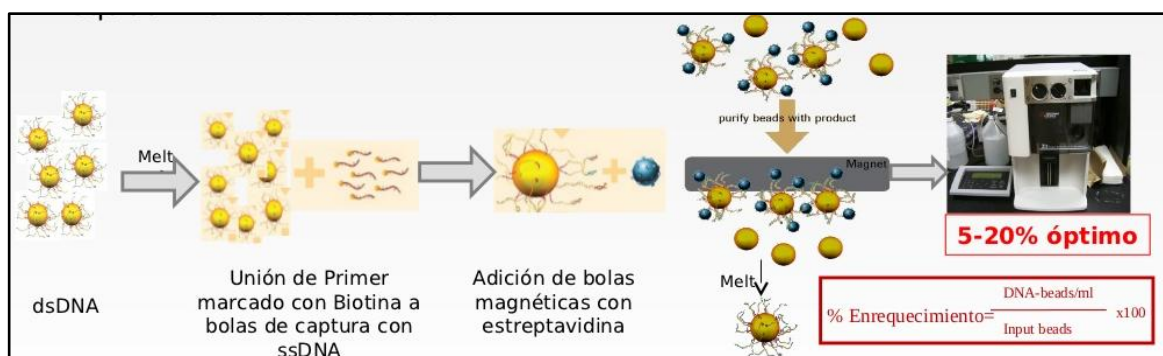 dsDNA
Melt
Unión de Primer
marcado con Biotina a
bolas de captura con
ssDNA
Adición de bolas
magnéticas con
estreptavidina
purify beads with product
Magnet
Melt
5-20% óptimo
% Enrequecimiento= DNA-beads/ml x100
Input beads